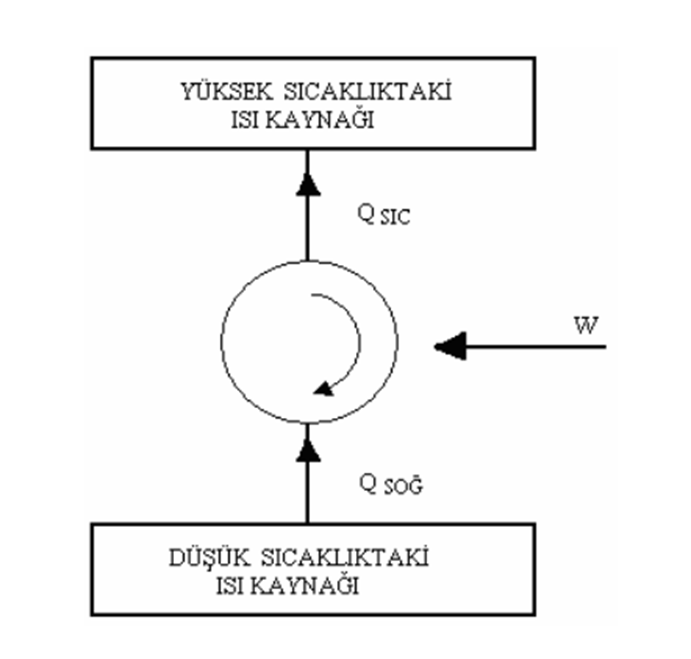 YÜKSEK SICAKLIKTAKİ
ISI KAYNAĞI
Q SIC
W
Q SOĞ
DÜŞÜK SICAKLIKTAKİ
ISI KAYNAĞI